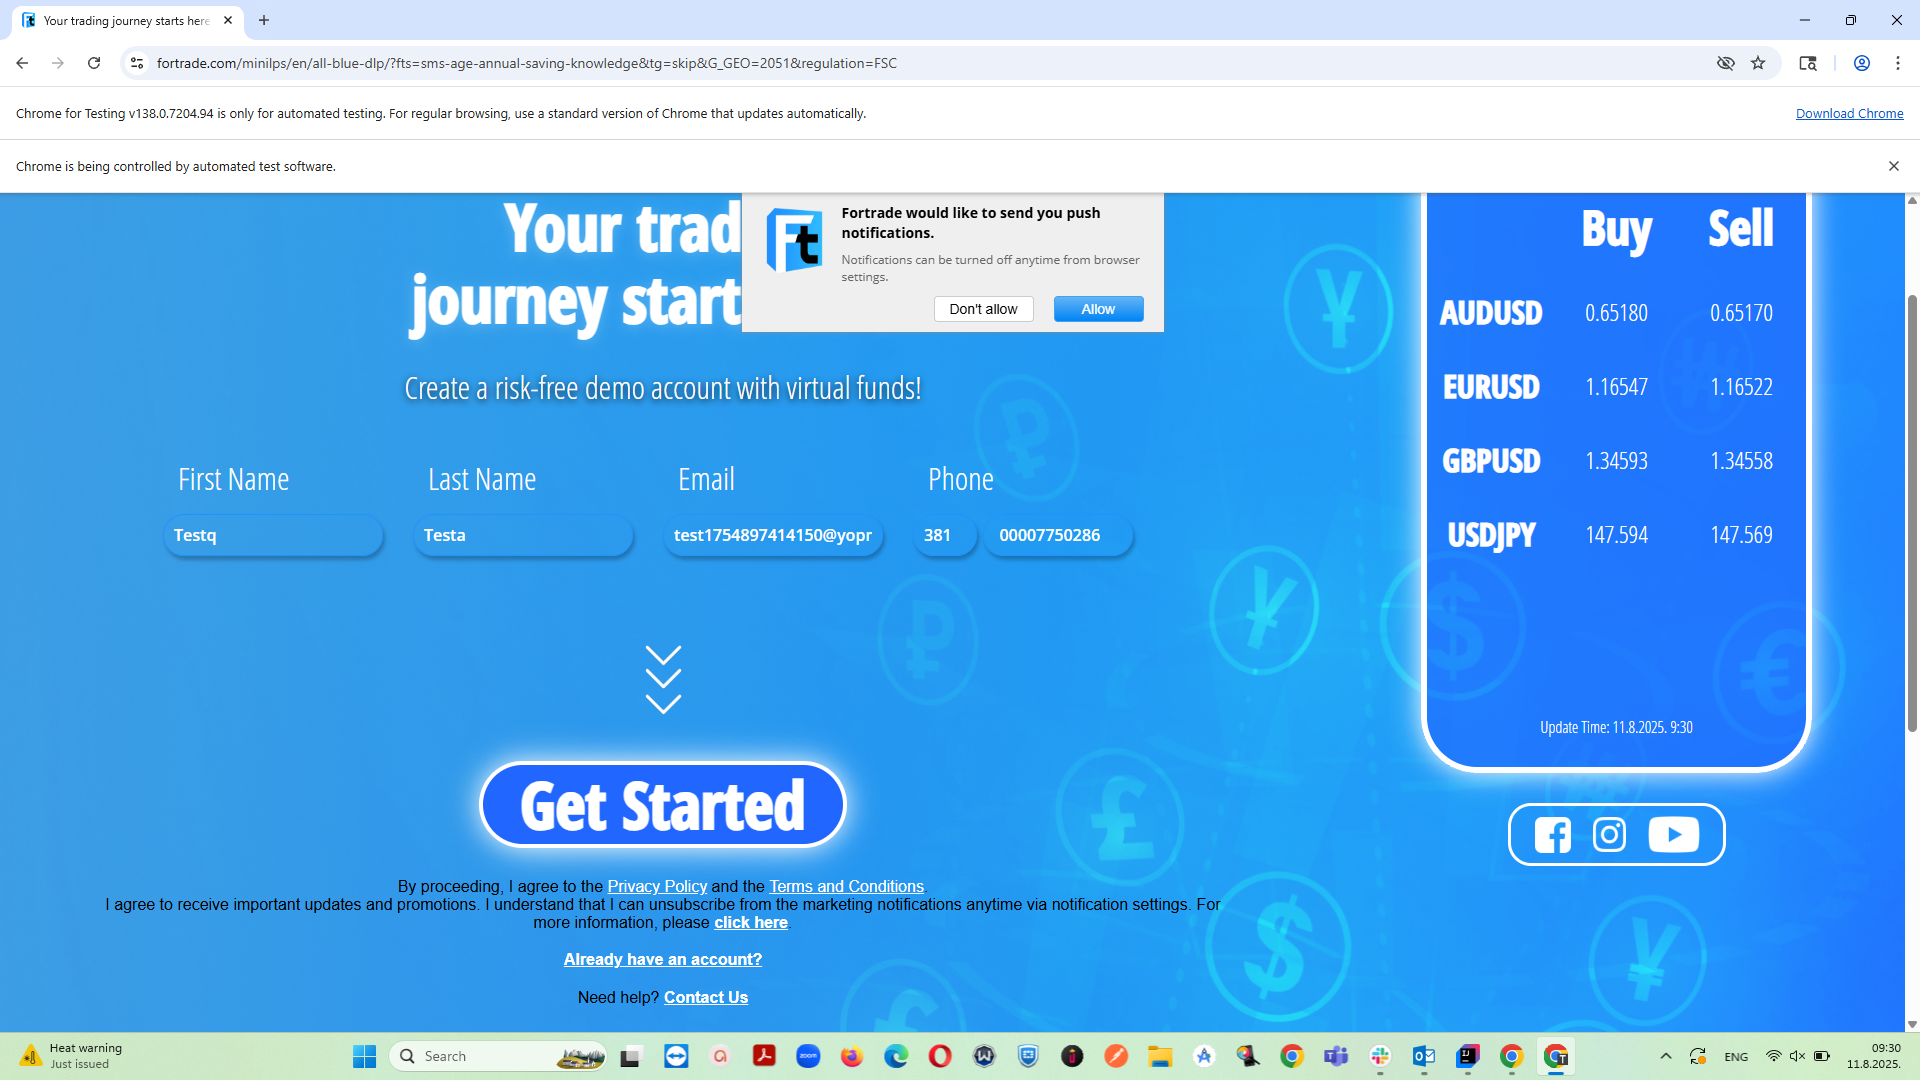 Your trading journey starts here
fortrade.com/minilps/en/all-blue-dlp/?fts=sms-age-annual-saving-knowledge&tg=skip&G_GEO=2051&regulation=FSC
Chrome for Testing v138.0.7204.94 is only for automated testing. For regular browsing, use a standard version of Chrome that updates automatically.
Download Chrome
Chrome is being controlled by automated test software.
Your trad
journey start
Fortrade would like to send you push
notifications.
Notifications can be turned off anytime from browser
settings.
Don't allow
Allow
Create a risk-free demo account with virtual funds!
First Name
Last Name
Email
Phone
Testq
Testa
test1754897414150@yopr
381
00007750286
Get Started
By proceeding, I agree to the Privacy Policy and the Terms and Conditions.
I agree to receive important updates and promotions. I understand that I can unsubscribe from the marketing notifications anytime via notification settings. For
more information, please click here.
Already have an account?
Need help? Contact Us
Buy Sell
AUDUSD 0.65180 0.65170
EURUSD 1.16547 1.16522
GBPUSD 1.34593 1.34558
USDJPY 147.594 147.569
Update Time: 11.8.2025. 9:30
Heat warning
Just issued
Search
zoom
ENG
09:30
11.8.2025.